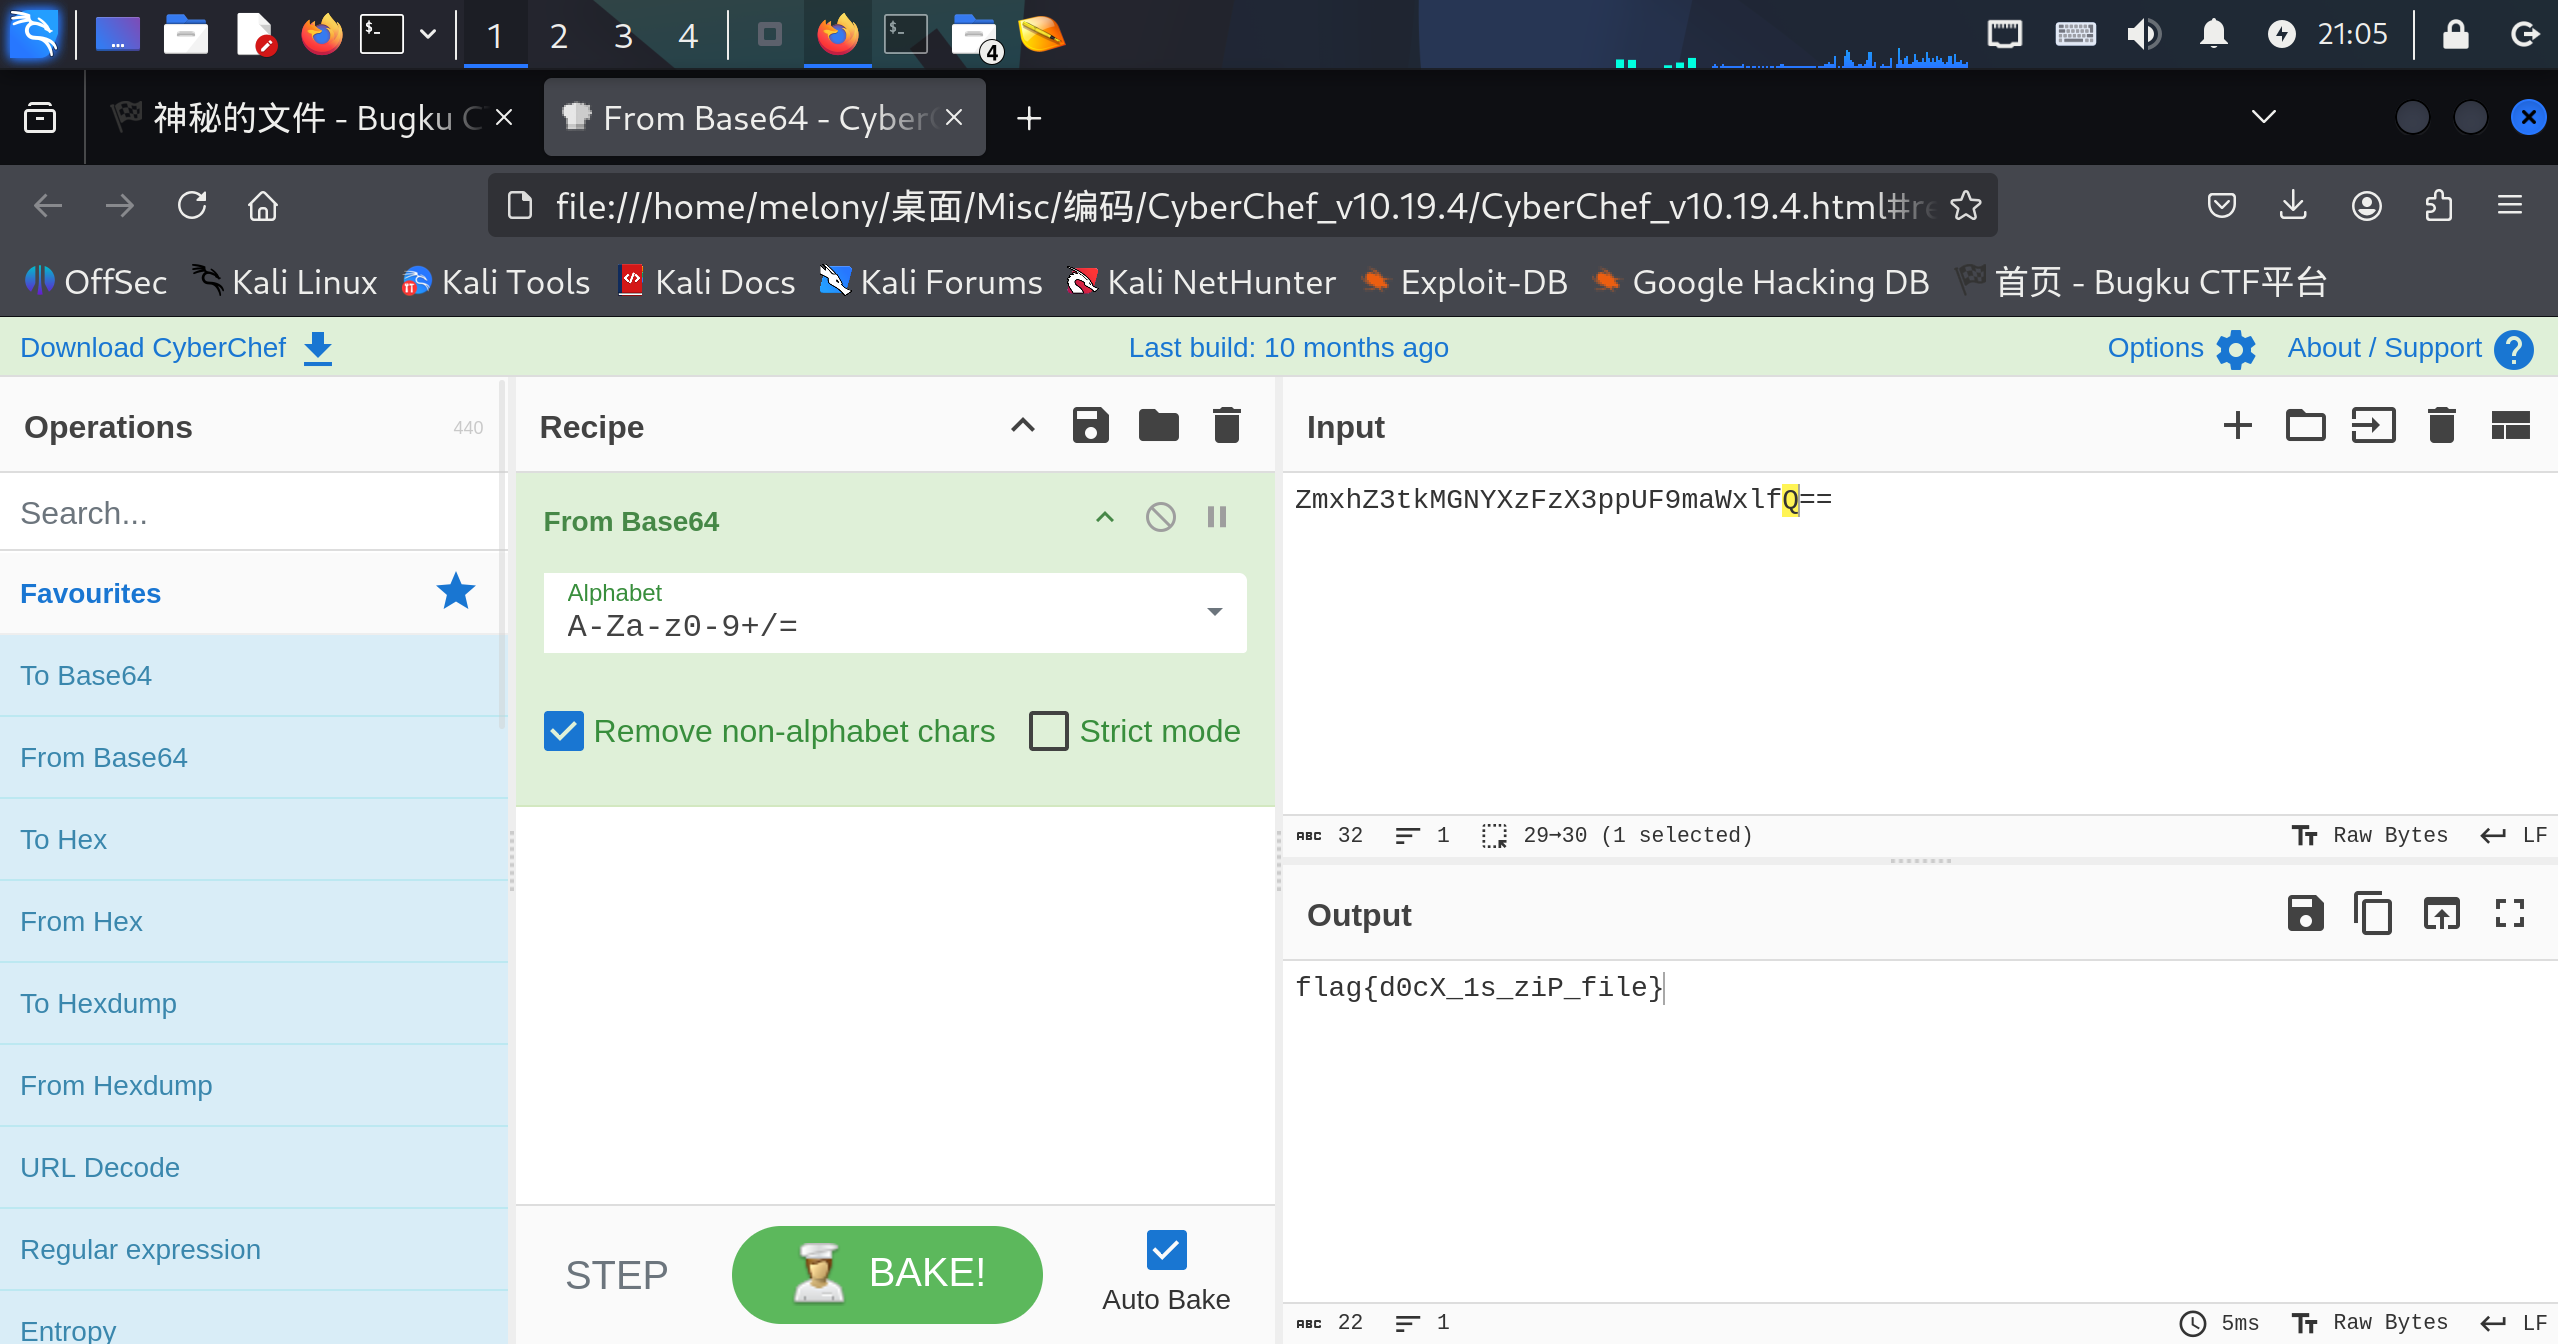 1 2 3 4 4 21:05
神秘的文件 - Bugku C
From Base64 - Cyber
file:///home/melony/桌面/Misc/编码/CyberChef_v10.19.4/CyberChef_v10.19.4.html#re
OffSec Kali Linux Kali Tools Kali Docs Kali Forums Kali NetHunter Exploit-DB Google Hacking DB 首页 - Bugku CTF平台
Download CyberChef Last build: 10 months ago Options About / Support
Operations 440
Search...
Favourites
To Base64
From Base64
To Hex
From Hex
To Hexdump
From Hexdump
URL Decode
Regular expression
Entropy
Recipe
From Base64
Alphabet
A-Za-z0-9+/=
Remove non-alphabet chars Strict mode
STEP BAKE!
Auto Bake
Input
ZmxhZ3tkMGNYXzFzX3ppUF9maWxlfQ==
ABC 32 1 29→30 (1 selected) Raw Bytes LF
Output
flag{d0cX_1s_ziP_file}
ABC 22 1 5ms Raw Bytes LF